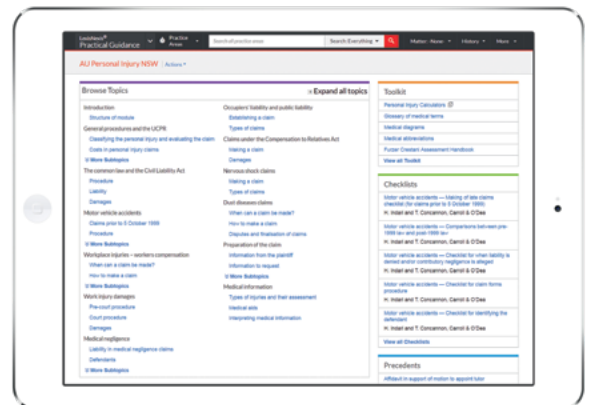 LexisNexis®
Practical Guidance
Practice
Areas
Search all practice areas
Search Everything
Matter: None
History
More
AU Personal Injury NSW
Actions
Browse Topics
Expand all topics
Introduction
Structure of module
General procedures and the UCPR
Classifying the personal injury and evaluating the claim
Costs in personal injury claims
More Subtopics
The common law and the Civil Liability Act
Procedure
Liability
Damages
Motor vehicle accidents
Claims prior to 5 October 1999
Procedure
More Subtopics
Workplace injuries – workers compensation
When can a claim be made?
How to make a claim
More Subtopics
Work injury damages
Pre-court procedure
Court procedure
Damages
Medical negligence
Liability in medical negligence claims
Defendants
More Subtopics
Occupiers' liability and public liability
Establishing a claim
Types of claims
Claims under the Compensation to Relatives Act
Making a claim
Damages
Nervous shock claims
Making a claim
Types of claims
Dust diseases claims
When can a claim be made?
How to make a claim
Disputes and finalisation of claims
Preparation of the claim
Information from the plaintiff
Information to request
More Subtopics
Medical information
Types of injuries and their assessment
Medical aids
Interpreting medical information
Toolkit
Personal Injury Calculators
Glossary of medical terms
Medical diagrams
Medical abbreviations
Furzer Crestani Assessment Handbook
View all Toolkit
Checklists
Motor vehicle accidents — Making of late claims
checklist (for claims prior to 5 October 1999)
H. Indari and T. Concannon, Carroll & O'Dea
Motor vehicle accidents — Comparisons between pre-
1999 law and post-1999 law
H. Indari and T. Concannon, Carroll & O'Dea
Motor vehicle accidents — Checklist for when liability is
denied and/or contributory negligence is alleged
H. Indari and T. Concannon, Carroll & O'Dea
Motor vehicle accidents — Checklist for claim forms
procedure
H. Indari and T. Concannon, Carroll & O'Dea
Motor vehicle accidents — Checklist for identifying the
defendant
H. Indari and T. Concannon, Carroll & O'Dea
View all Checklists
Precedents
Affidavit in support of motion to appoint tutor